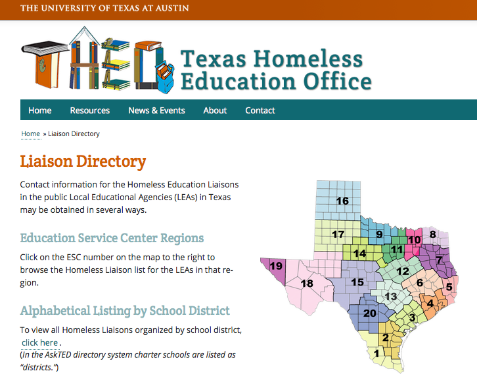 THE UNIVERSITY OF TEXAS AT AUSTIN
THEO Texas Homeless
Education Office
Home Resources News & Events About Contact
Home » Liaison Directory
Liaison Directory
Contact information for the Homeless Education Liaisons
in the public Local Educational Agencies (LEAs) in Texas
may be obtained in several ways.
Education Service Center Regions
Click on the ESC number on the map to the right to
browse the Homeless Liaison list for the LEAs in that re-
gion.
Alphabetical Listing by School District
To view all Homeless Liaisons organized by school district,
click here.
(In the AskTED directory system charter schools are listed as
"districts.")
16
17 9 10 8
14 11 7
19 18 15 12 6 5
13 4
20 3
2
1